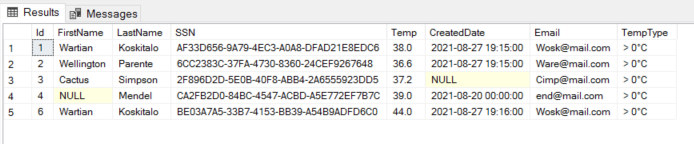 Results Messages
Id FirstName LastName SSN Temp CreatedDate Email TempType
1 1 Wartian Koskitalo AF33D656-9A79-4EC3-A0A8-DFAD21E8EDC6 38.0 2021-08-27 19:15:00 Wosk@mail.com > 0°C
2 2 Wellington Parente 6CC2383C-37FA-4730-8360-24CEF9267648 36.6 2021-08-27 19:15:00 Ware@mail.com > 0°C
3 3 Cactus Simpson 2F896D2D-5E0B-40F8-ABB4-2A6555923DD5 37.2 NULL Cimp@mail.com > 0°C
4 4 NULL Mendel CA2FB2D0-84BC-4547-ACBD-A5E772EF7B7C 39.0 2021-08-20 00:00:00 end@mail.com > 0°C
5 6 Wartian Koskitalo BE03A7A5-33B7-4153-BB39-A54B9ADFD6C0 44.0 2021-08-27 19:16:00 Wosk@mail.com > 0°C